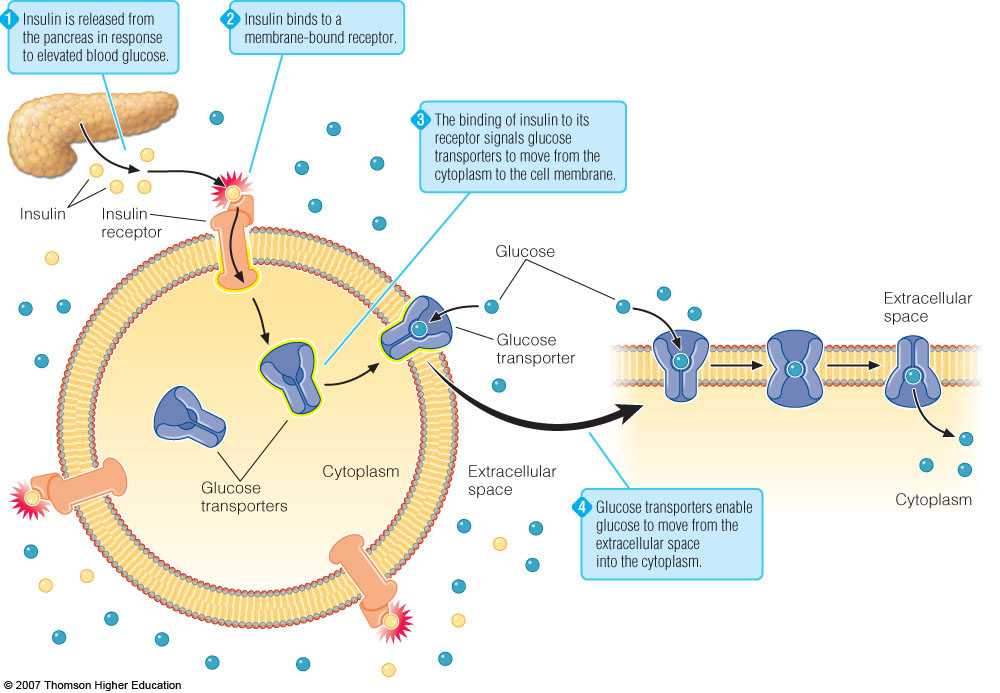 1 Insulin is released from
the pancreas in response
to elevated blood glucose.
2 Insulin binds to a
membrane-bound receptor.
3 The binding of insulin to its
receptor signals glucose
transporters to move from the
cytoplasm to the cell membrane.
Insulin
Insulin
receptor
Glucose
Glucose
transporter
Extracellular
space
Glucose
transporters
Cytoplasm
Extracellular
space
Cytoplasm
4 Glucose transporters enable
glucose to move from the
extracellular space
into the cytoplasm.
© 2007 Thomson Higher Education